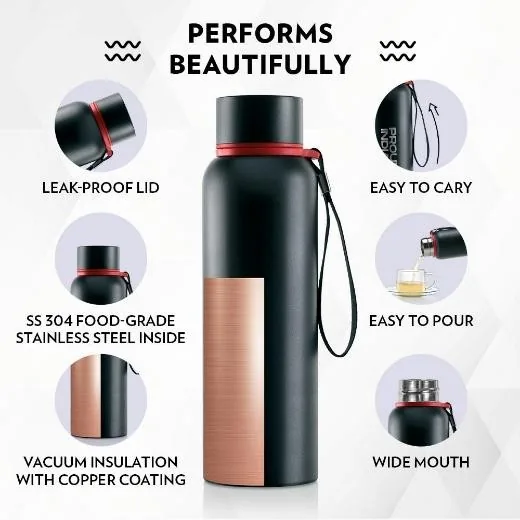 PERFORMS
BEAUTIFULLY
LEAK-PROOF LID
EASY TO CARY
SS 304 FOOD-GRADE
STAINLESS STEEL INSIDE
EASY TO POUR
VACUUM INSULATION
WITH COPPER COATING
WIDE MOUTH